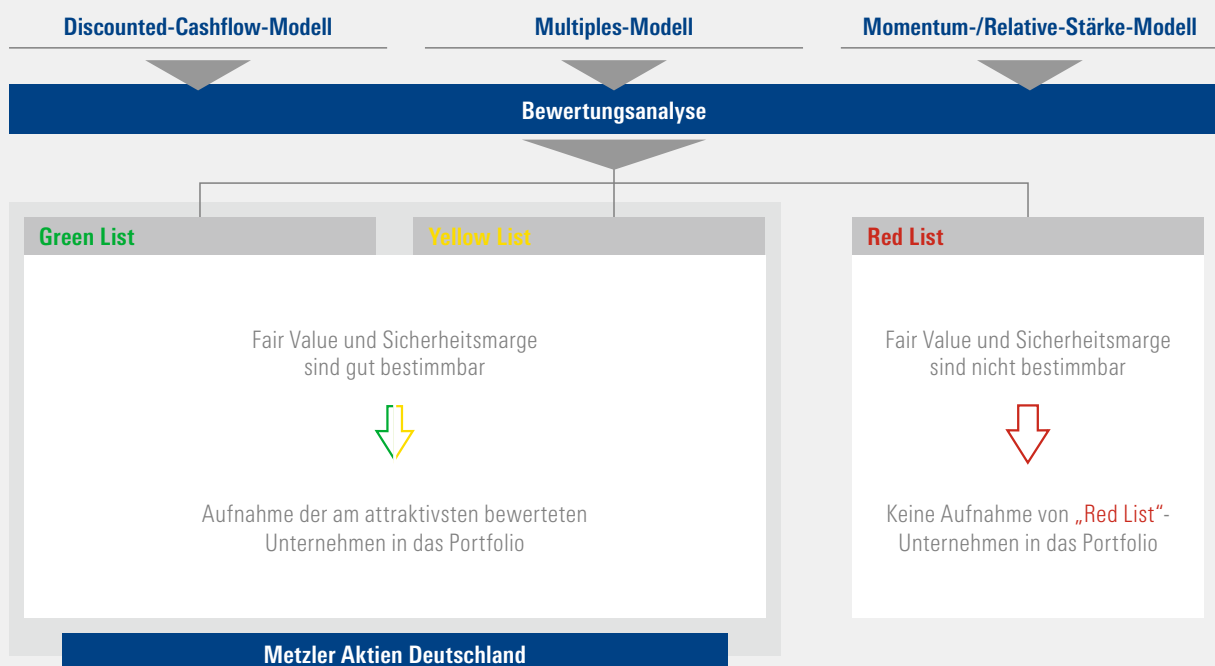 Discounted-Cashflow-Modell
Multiples-Modell
Momentum-/Relative-Stärke-Modell
Bewertungsanalyse
Green List
Yellow List
Red List
Fair Value und Sicherheitsmarge
sind gut bestimmbar
Aufnahme der am attraktivsten bewerteten
Unternehmen in das Portfolio
Fair Value und Sicherheitsmarge
sind nicht bestimmbar
Keine Aufnahme von „Red List“-
Unternehmen in das Portfolio
Metzler Aktien Deutschland